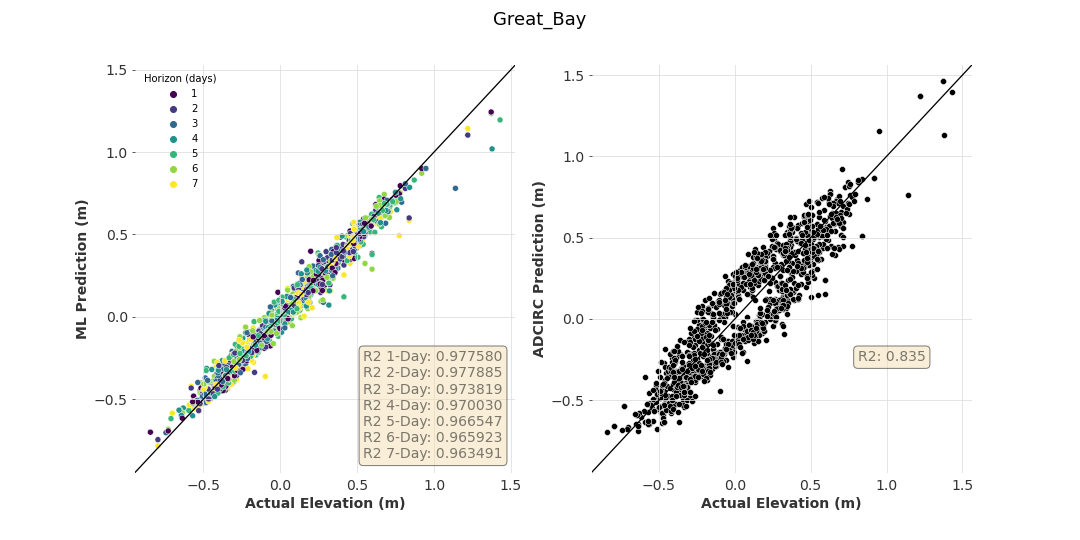 Great_Bay
Horizon (days)
1
2
3
4
5
6
7
1.5
1.0
0.5
0.0
−0.5
ML Prediction (m)
R2 1-Day: 0.977580
R2 2-Day: 0.977885
R2 3-Day: 0.973819
R2 4-Day: 0.970030
R2 5-Day: 0.966547
R2 6-Day: 0.965923
R2 7-Day: 0.963491
−0.5 0.0 0.5 1.0 1.5
Actual Elevation (m)
1.5
1.0
0.5
0.0
−0.5
ADCIRC Prediction (m)
R2: 0.835
−0.5 0.0 0.5 1.0 1.5
Actual Elevation (m)